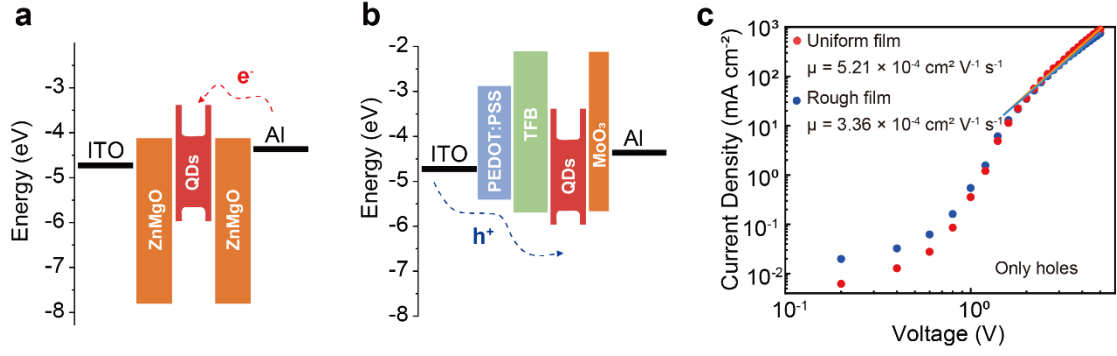 a
Energy (eV)
-3
-4
-5
-6
-7
-8
ITO
ZnMgO
QDs
ZnMgO
Al
e⁻
b
Energy (eV)
-2
-3
-4
-5
-6
-7
-8
ITO
PEDOT:PSS
TFB
QDs
MoO₃
Al
h⁺
c
Current Density (mA cm⁻²)
10³
10²
10¹
10⁰
10⁻¹
10⁻²
Uniform film
μ = 5.21 × 10⁻⁴ cm² V⁻¹ s⁻¹
Rough film
μ = 3.36 × 10⁻⁴ cm² V⁻¹ s⁻¹
Only holes
10⁻¹
10⁰
Voltage (V)